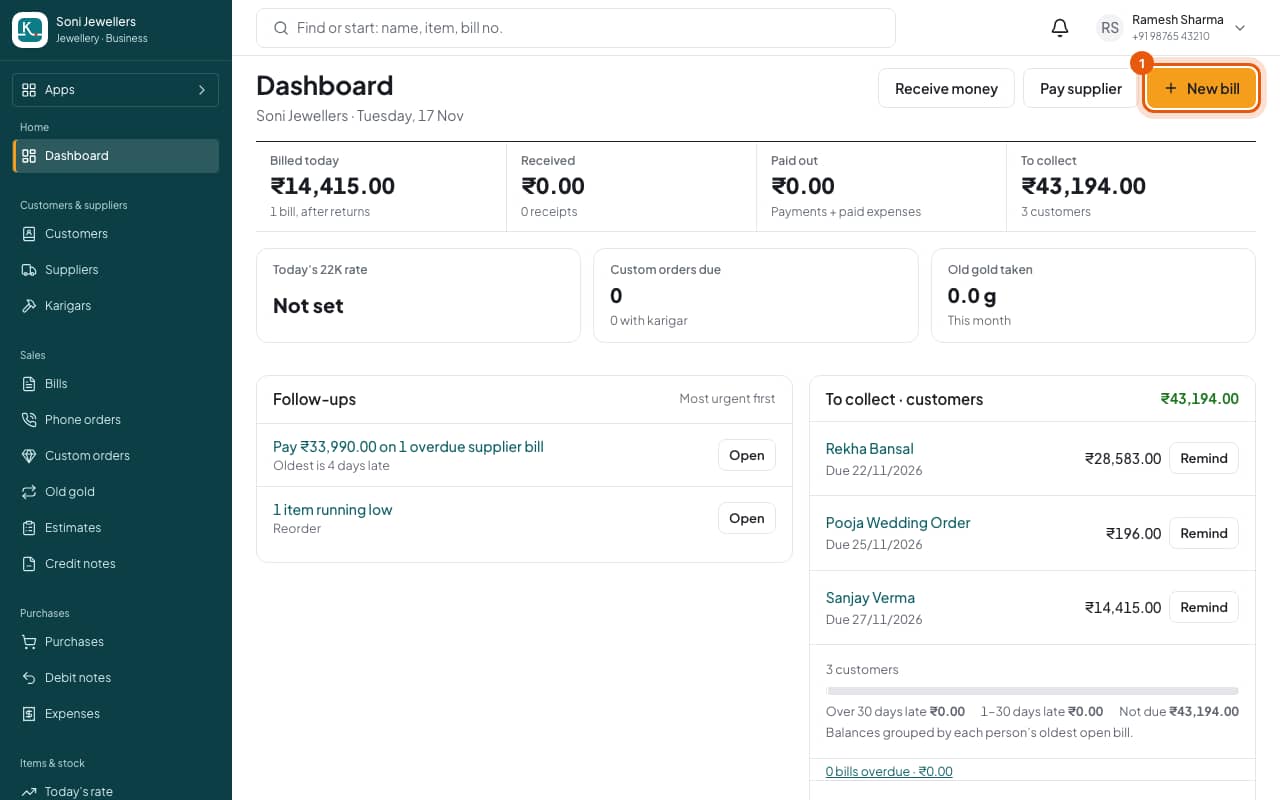 Soni Jewellers
Jewellery · Business
Apps
Home
Dashboard
Customers & suppliers
Customers
Suppliers
Karigars
Sales
Bills
Phone orders
Custom orders
Old gold
Estimates
Credit notes
Purchases
Purchases
Debit notes
Expenses
Items & stock
Today's rate
Find or start: name, item, bill no.
RS
Ramesh Sharma
+91 98765 43210
Dashboard
Soni Jewellers · Tuesday, 17 Nov
Receive money
Pay supplier
1
+ New bill
Billed today
₹14,415.00
1 bill, after returns
Received
₹0.00
0 receipts
Paid out
₹0.00
Payments + paid expenses
To collect
₹43,194.00
3 customers
Today's 22K rate
Not set
Custom orders due
0
0 with karigar
Old gold taken
0.0 g
This month
Follow-ups
Most urgent first
Pay ₹33,990.00 on 1 overdue supplier bill
Oldest is 4 days late
Open
1 item running low
Reorder
Open
To collect · customers
₹43,194.00
Rekha Bansal
Due 22/11/2026
₹28,583.00
Remind
Pooja Wedding Order
Due 25/11/2026
₹196.00
Remind
Sanjay Verma
Due 27/11/2026
₹14,415.00
Remind
3 customers
Over 30 days late ₹0.00 1–30 days late ₹0.00 Not due ₹43,194.00
Balances grouped by each person's oldest open bill.
0 bills overdue · ₹0.00